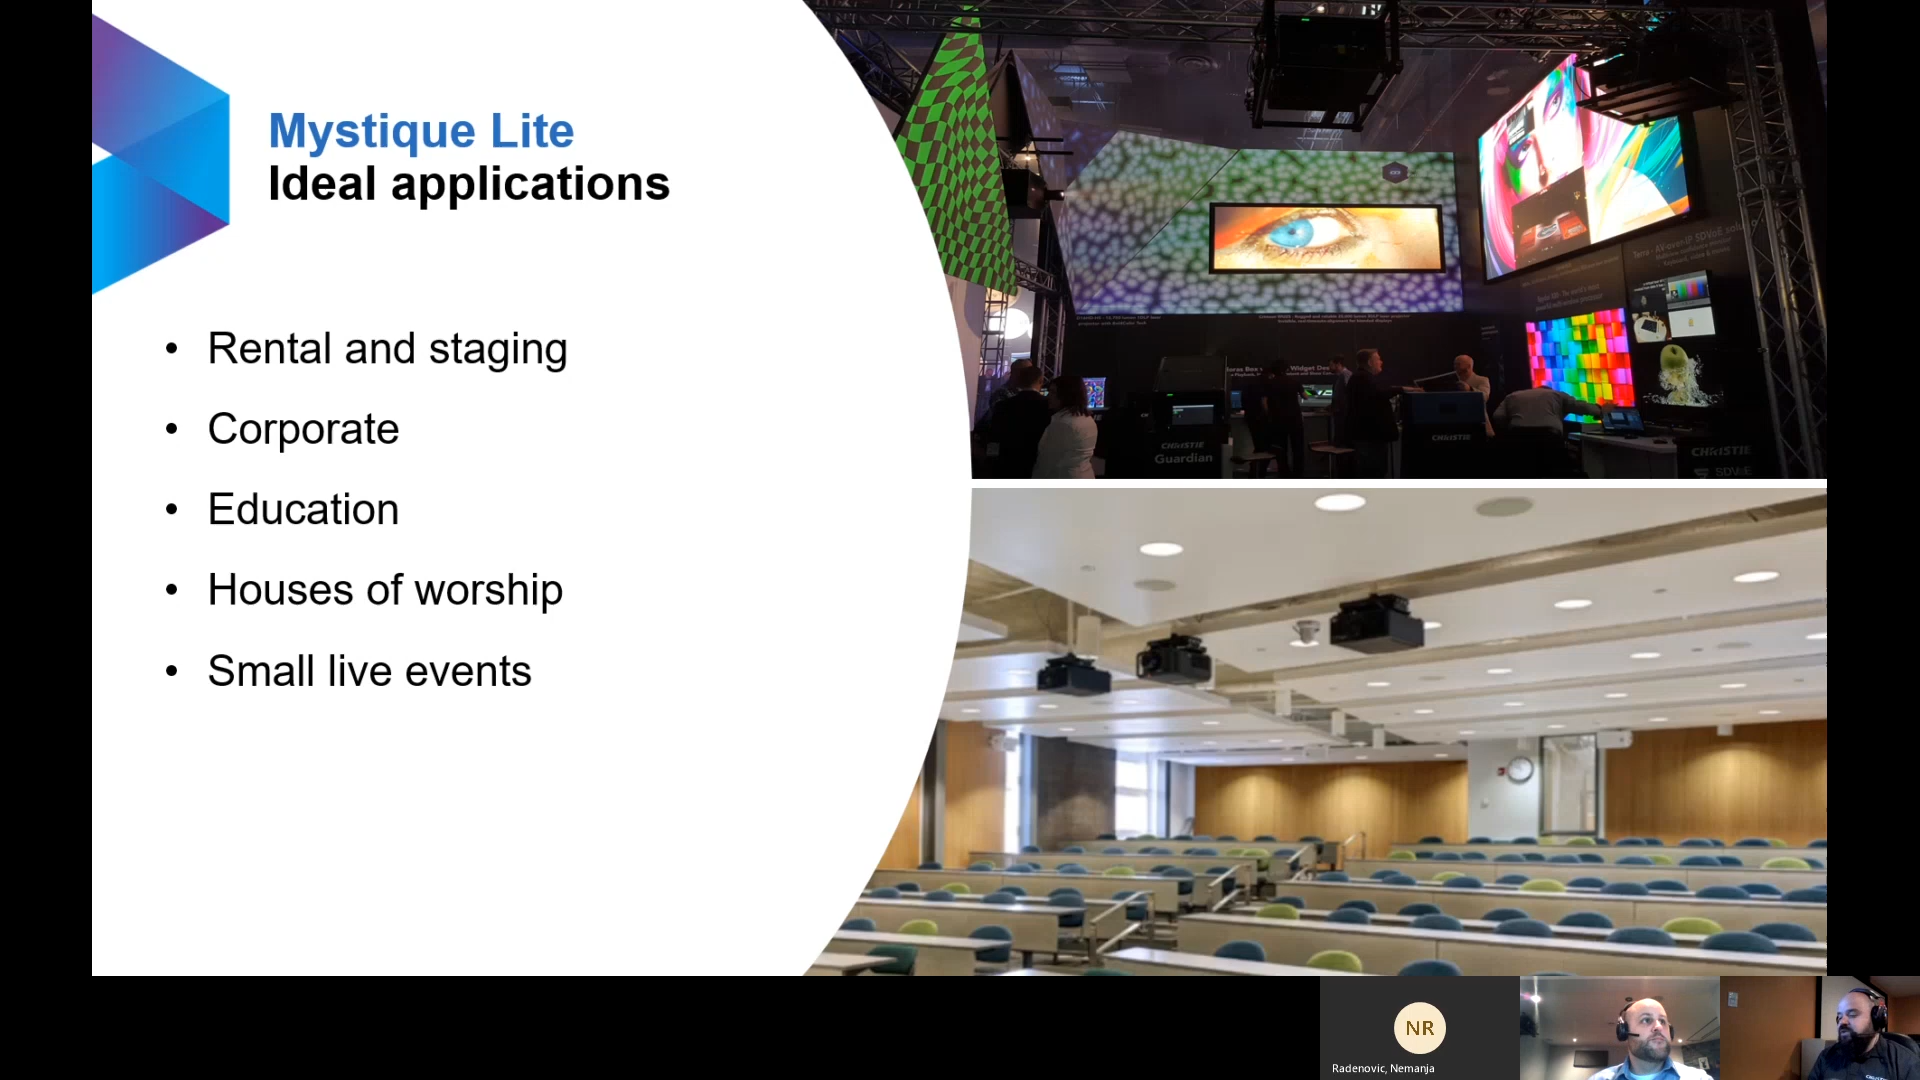 Mystique Lite
Ideal applications
• Rental and staging
• Corporate
• Education
• Houses of worship
• Small live events
CHRISTIE
Guardian
CHRISTIE
CHRISTIE
SDVoE
NR
Radenovic, Nemanja